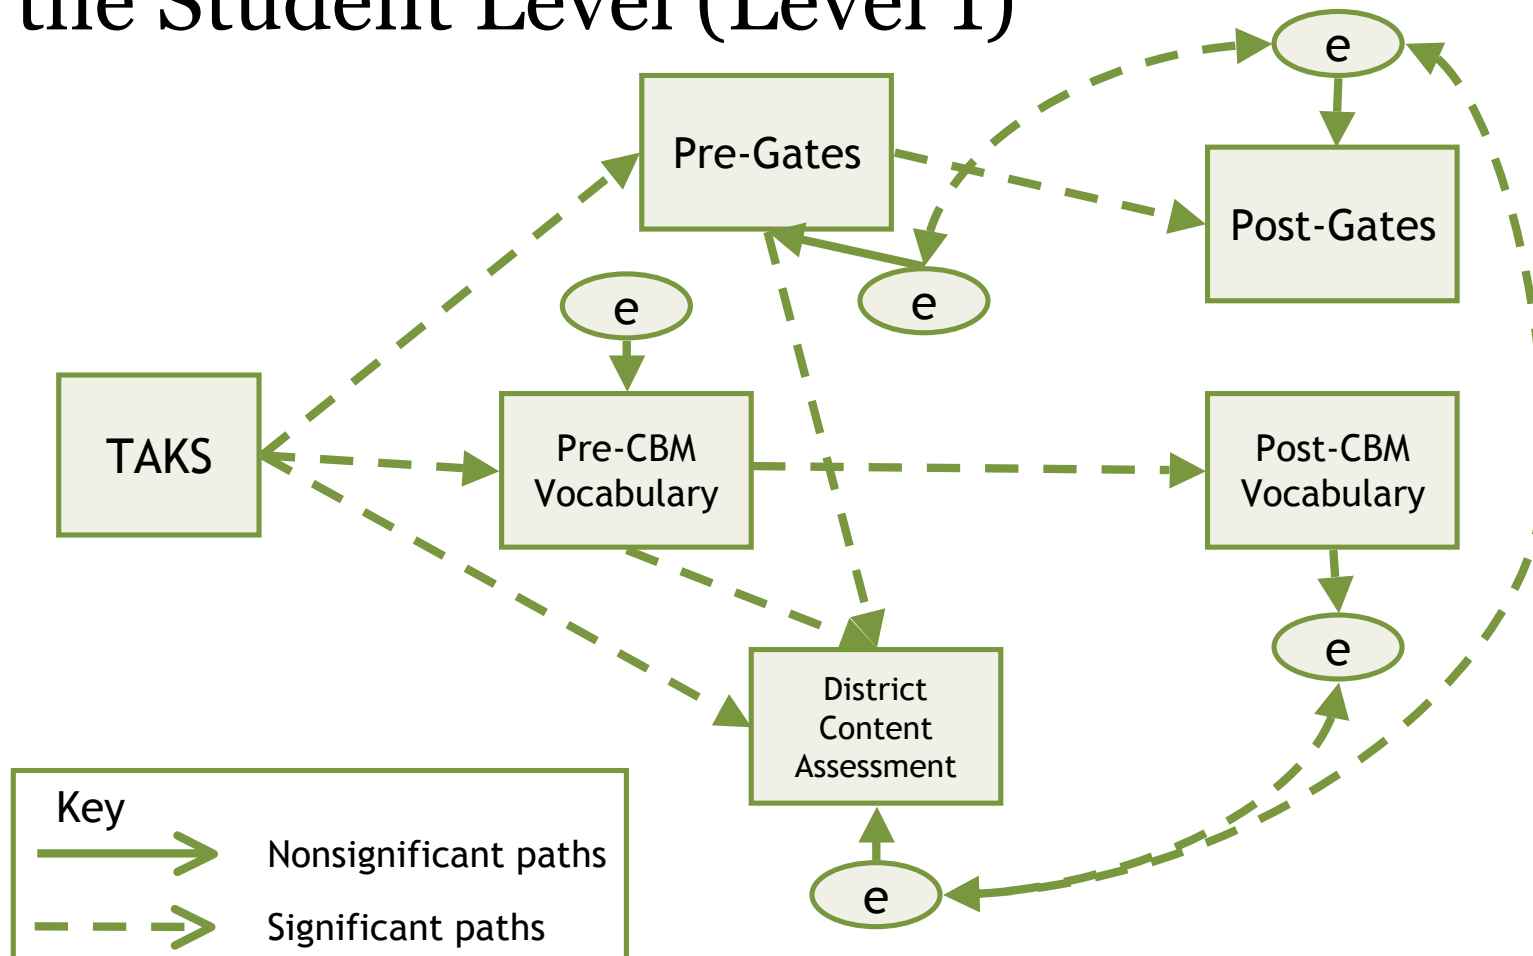 the Student Level (Level 1)
e
Pre-Gates
Post-Gates
e
e
TAKS
Pre-CBM
Vocabulary
Post-CBM
Vocabulary
e
District
Content
Assessment
e
Key
Nonsignificant paths
Significant paths